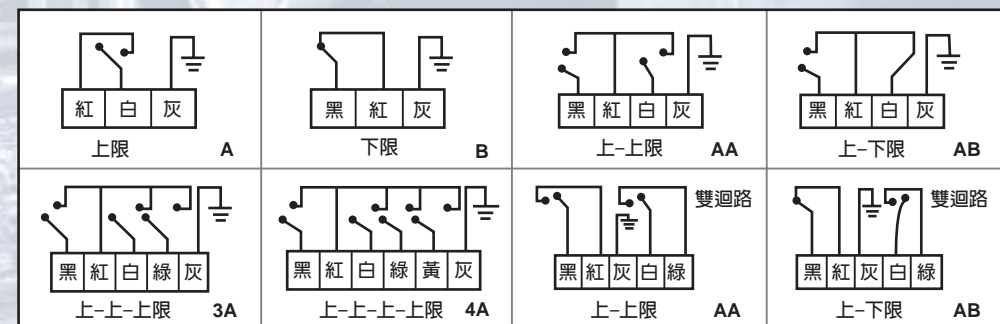 紅 白 灰
上限 A
黑 紅 灰
下限 B
黑 紅 白 灰
上-上限 AA
黑 紅 白 灰
上-下限 AB
黑 紅 白 綠 灰
上-上-上限 3A
黑 紅 白 綠 黃 灰
上-上-上-上限 4A
雙迴路
黑 紅 灰 白 綠
上-上限 AA
雙迴路
黑 紅 灰 白 綠
上-下限 AB